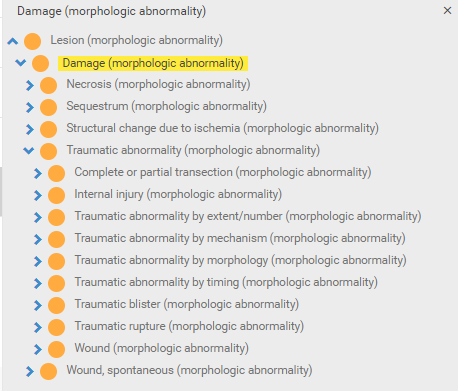 Damage (morphologic abnormality)
Lesion (morphologic abnormality)
Damage (morphologic abnormality)
Necrosis (morphologic abnormality)
Sequestrum (morphologic abnormality)
Structural change due to ischemia (morphologic abnormality)
Traumatic abnormality (morphologic abnormality)
Complete or partial transection (morphologic abnormality)
Internal injury (morphologic abnormality)
Traumatic abnormality by extent/number (morphologic abnormality)
Traumatic abnormality by mechanism (morphologic abnormality)
Traumatic abnormality by morphology (morphologic abnormality)
Traumatic abnormality by timing (morphologic abnormality)
Traumatic blister (morphologic abnormality)
Traumatic rupture (morphologic abnormality)
Wound (morphologic abnormality)
Wound, spontaneous (morphologic abnormality)